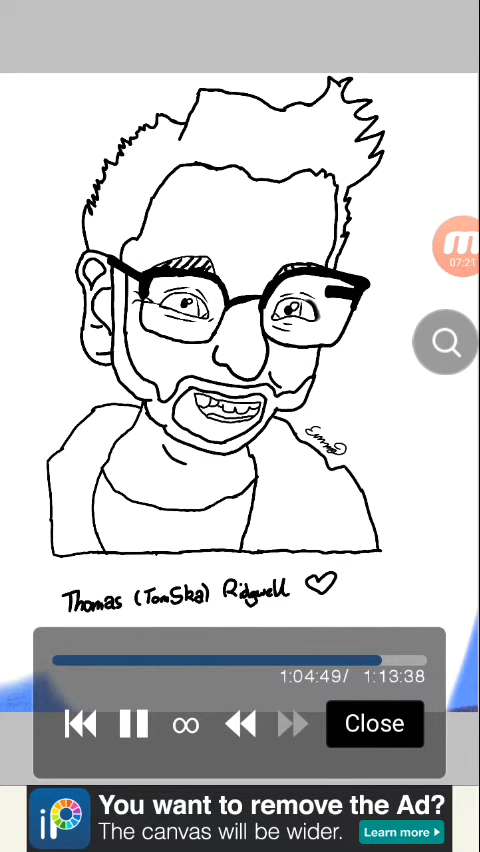 07:21
Emma
Thomas (TomSka) Ridgwell ♡
1:04:49/ 1:13:38
Close
iP
You want to remove the Ad?
The canvas will be wider.
Learn more